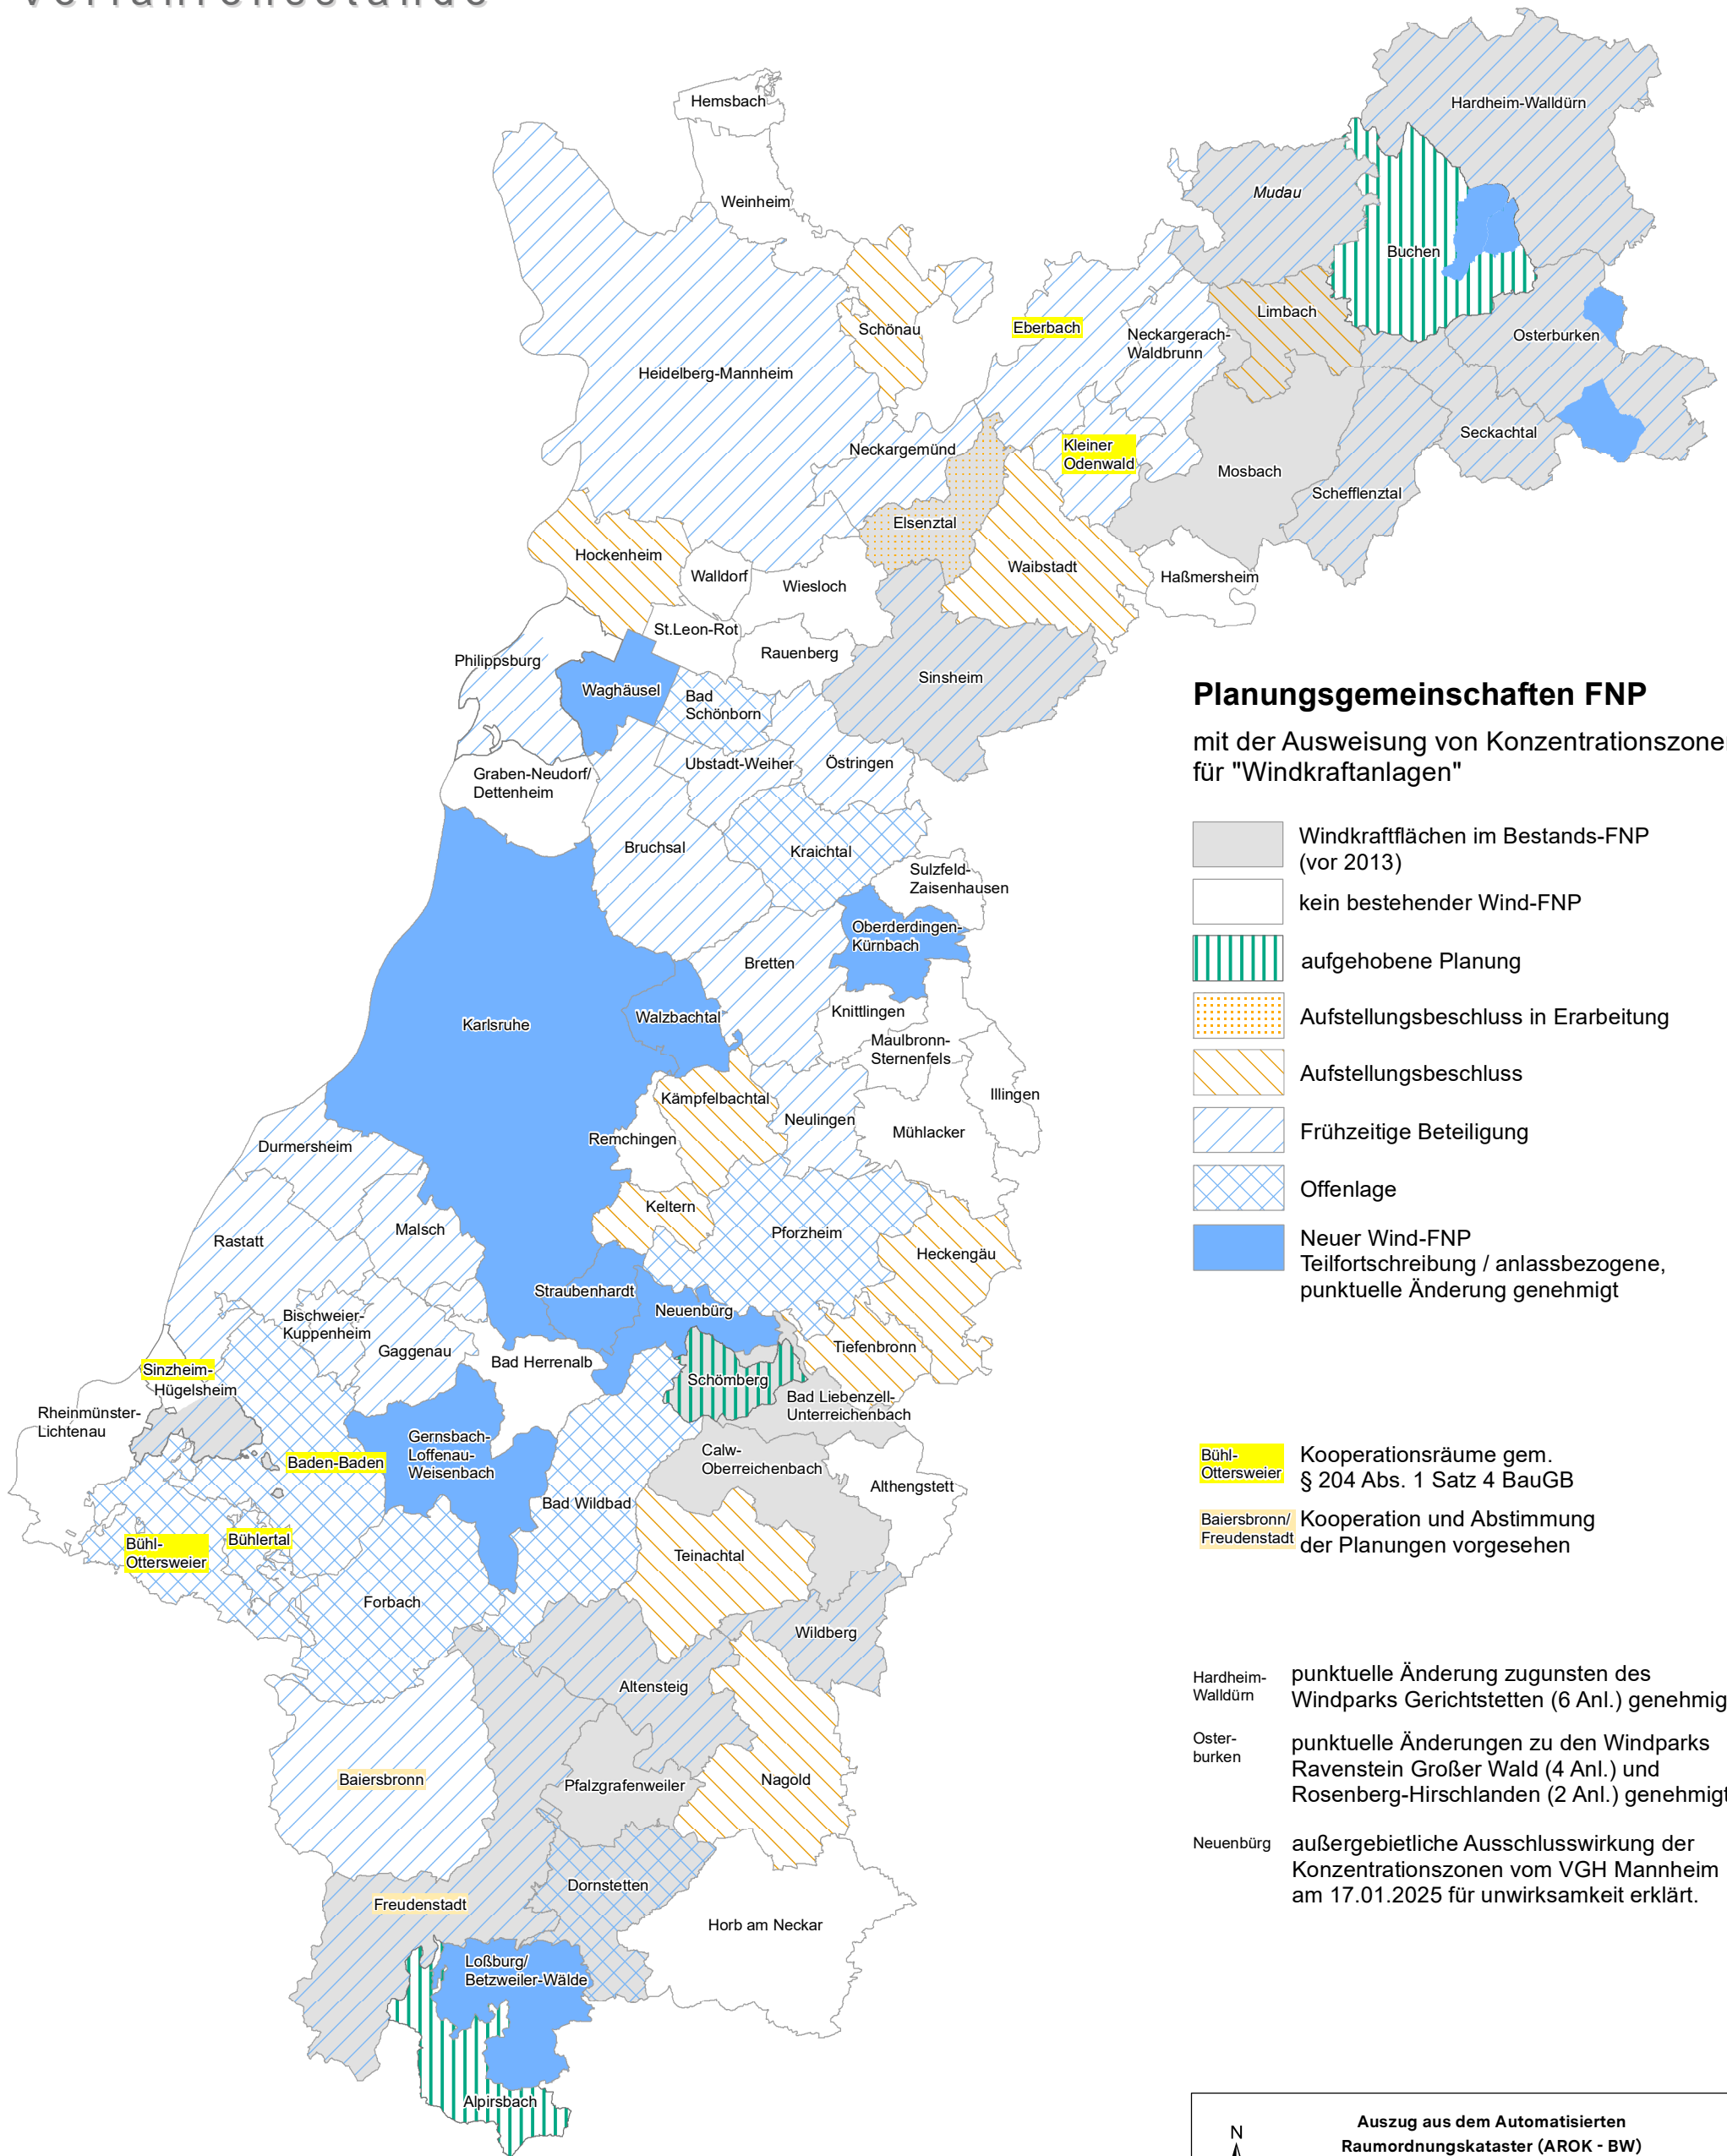 Verfahrensstände
Hemsbach
Hardheim-Walldürn
Weinheim
Mudau
Buchen
Schönau
Eberbach
Limbach
Neckargerach-
Waldbrunn
Osterburken
Heidelberg-Mannheim
Neckargemünd
Kleiner
Odenwald
Seckachtal
Mosbach
Schefflenztal
Elsenztal
Hockenheim
Waibstadt
Walldorf
Wiesloch
Haßmersheim
St.Leon-Rot
Rauenberg
Philippsburg
Sinsheim
Waghäusel
Bad
Schönborn
Ubstadt-Weiher
Östringen
Graben-Neudorf/
Dettenheim
Bruchsal
Kraichtal
Sulzfeld-
Zaisenhausen
Oberderdingen-
Kürnbach
Bretten
Knittlingen
Karlsruhe
Walzbachtal
Maulbronn-
Sternenfels
Illingen
Kämpfelbachtal
Neulingen
Mühlacker
Remchingen
Durmersheim
Keltern
Malsch
Pforzheim
Rastatt
Heckengäu
Straubenhardt
Neuenbürg
Bischweier-
Kuppenheim
Gaggenau
Bad Herrenalb
Tiefenbronn
Sinzheim-
Hügelsheim
Schömberg
Bad Liebenzell-
Unterreichenbach
Rheinmünster-
Lichtenau
Gernsbach-
Loffenau-
Weisenbach
Baden-Baden
Calw-
Oberreichenbach
Althengstett
Bad Wildbad
Bühl-
Ottersweier
Bühlertal
Teinachtal
Forbach
Wildberg
Altensteig
Baiersbronn
Pfalzgrafenweiler
Nagold
Dornstetten
Freudenstadt
Horb am Neckar
Loßburg/
Betzweiler-Wälde
Alpirsbach
Planungsgemeinschaften FNP
mit der Ausweisung von Konzentrationszone
für "Windkraftanlagen"
Windkraftflächen im Bestands-FNP
(vor 2013)
kein bestehender Wind-FNP
aufgehobene Planung
Aufstellungsbeschluss in Erarbeitung
Aufstellungsbeschluss
Frühzeitige Beteiligung
Offenlage
Neuer Wind-FNP
Teilfortschreibung / anlassbezogene,
punktuelle Änderung genehmigt
Bühl-
Ottersweier
Kooperationsräume gem.
§ 204 Abs. 1 Satz 4 BauGB
Baiersbronn/
Freudenstadt
Kooperation und Abstimmung
der Planungen vorgesehen
Hardheim-
Walldürn
punktuelle Änderung zugunsten des
Windparks Gerichtstetten (6 Anl.) genehmig
Oster-
burken
punktuelle Änderungen zu den Windparks
Ravenstein Großer Wald (4 Anl.) und
Rosenberg-Hirschlanden (2 Anl.) genehmigt
Neuenbürg
außergebietliche Ausschlusswirkung der
Konzentrationszonen vom VGH Mannheim
am 17.01.2025 für unwirksamkeit erklärt.
N
Auszug aus dem Automatisierten
Raumordnungskataster (AROK - BW)